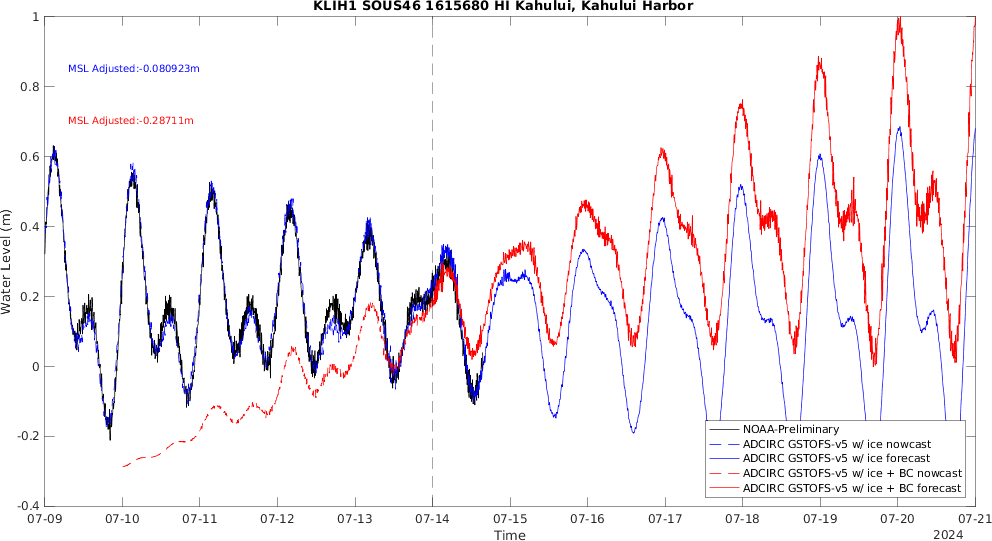 KLIH1 SOUS46 1615680 HI Kahului, Kahului Harbor
1
0.8
0.6
0.4
0.2
0
-0.2
-0.4
Water Level (m)
MSL Adjusted:-0.080923m
MSL Adjusted:-0.28711m
NOAA-Preliminary
ADCIRC GSTOFS-v5 w/ ice nowcast
ADCIRC GSTOFS-v5 w/ ice forecast
ADCIRC GSTOFS-v5 w/ ice + BC nowcast
ADCIRC GSTOFS-v5 w/ ice + BC forecast
07-09 07-10 07-11 07-12 07-13 07-14 07-15 07-16 07-17 07-18 07-19 07-20 07-21
Time
2024